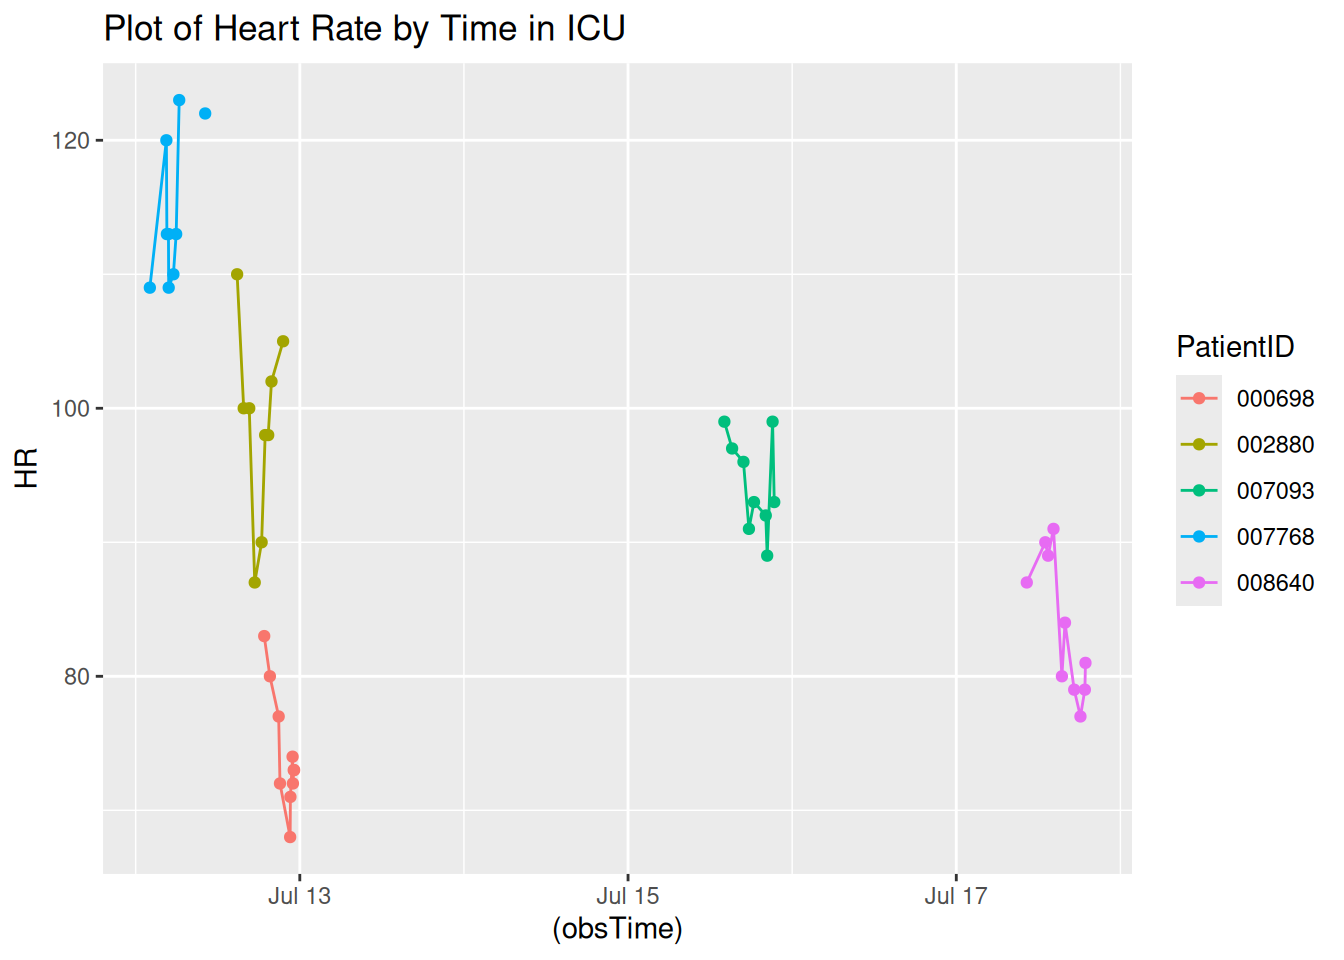 Plot of Heart Rate by Time in ICU
120
100
80
HR
Jul 13
Jul 15
Jul 17
(obsTime)
PatientID
000698
002880
007093
007768
008640